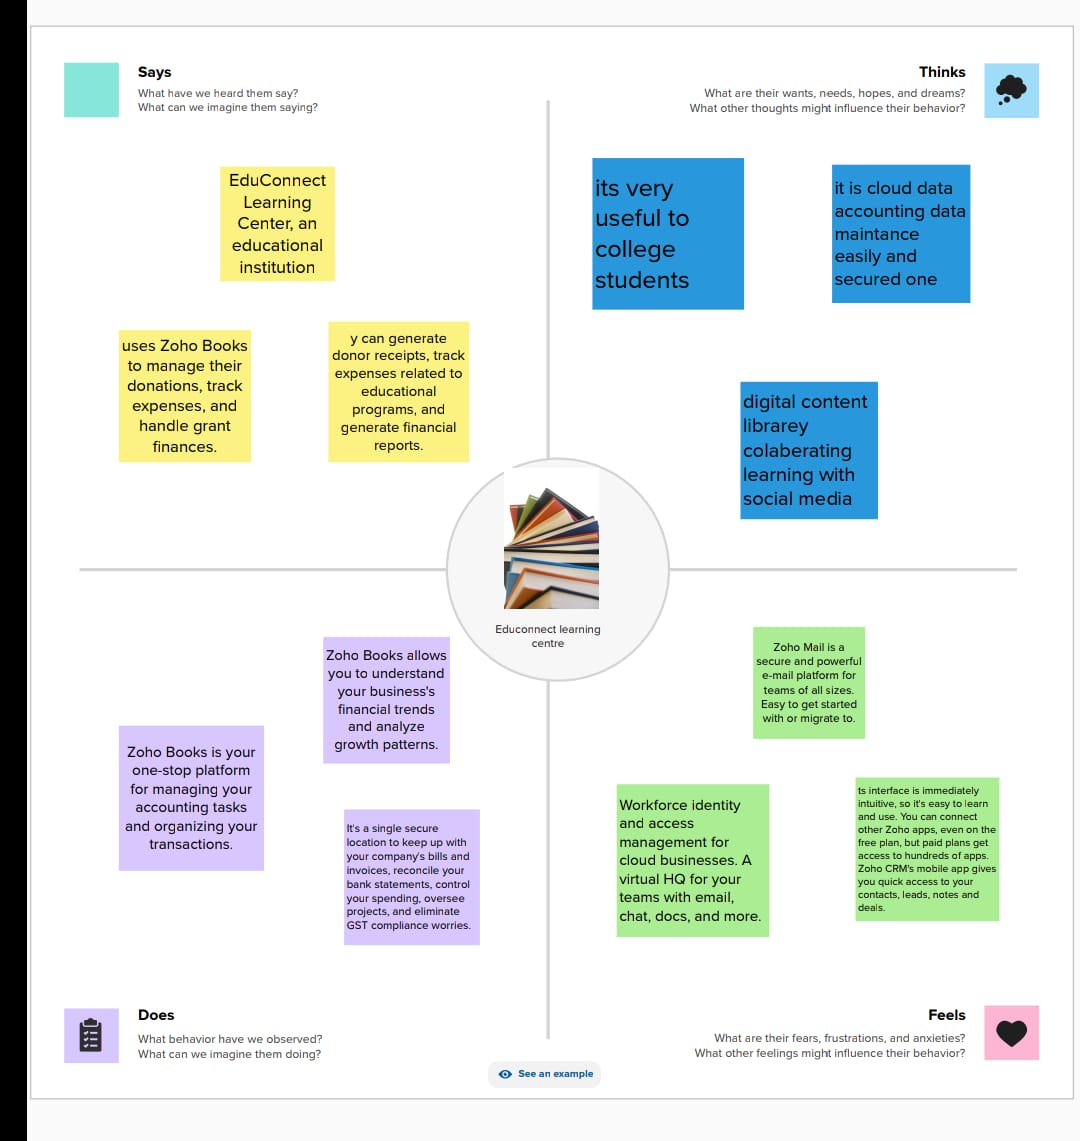 Says
What have we heard them say?
What can we imagine them saying?
Thinks
What are their wants, needs, hopes, and dreams?
What other thoughts might influence their behavior?
EduConnect
Learning
Center, an
educational
institution
uses Zoho Books
to manage their
donations, track
expenses, and
handle grant
finances.
y can generate
donor receipts, track
expenses related to
educational
programs, and
generate financial
reports.
its very
useful to
college
students
it is cloud data
accounting data
maintance
easily and
secured one
digital content
librarey
colaberating
learning with
social media
Educonnect learning
centre
Zoho Books allows
you to understand
your business's
financial trends
and analyze
growth patterns.
Zoho Books is your
one-stop platform
for managing your
accounting tasks
and organizing your
transactions.
It's a single secure
location to keep up with
your company's bills and
invoices, reconcile your
bank statements, control
your spending, oversee
projects, and eliminate
GST compliance worries.
Zoho Mail is a
secure and powerful
e-mail platform for
teams of all sizes.
Easy to get started
with or migrate to.
Workforce identity
and access
management for
cloud businesses. A
virtual HQ for your
teams with email,
chat, docs, and more.
ts interface is immediately
intuitive, so it's easy to learn
and use. You can connect
other Zoho apps, even on the
free plan, but paid plans get
access to hundreds of apps.
Zoho CRM's mobile app gives
you quick access to your
contacts, leads, notes and
deals.
Does
What behavior have we observed?
What can we imagine them doing?
Feels
What are their fears, frustrations, and anxieties?
What other feelings might influence their behavior?
See an example